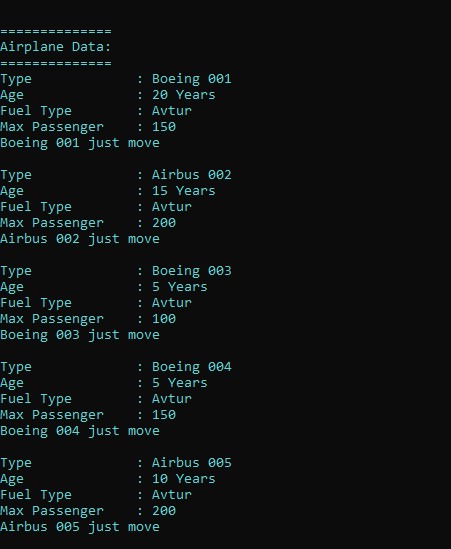 ==============
Airplane Data:
==============
Type             : Boeing 001
Age              : 20 Years
Fuel Type        : Avtur
Max Passenger    : 150
Boeing 001 just move
Type             : Airbus 002
Age              : 15 Years
Fuel Type        : Avtur
Max Passenger    : 200
Airbus 002 just move
Type             : Boeing 003
Age              : 5 Years
Fuel Type        : Avtur
Max Passenger    : 100
Boeing 003 just move
Type             : Boeing 004
Age              : 5 Years
Fuel Type        : Avtur
Max Passenger    : 150
Boeing 004 just move
Type             : Airbus 005
Age              : 10 Years
Fuel Type        : Avtur
Max Passenger    : 200
Airbus 005 just move